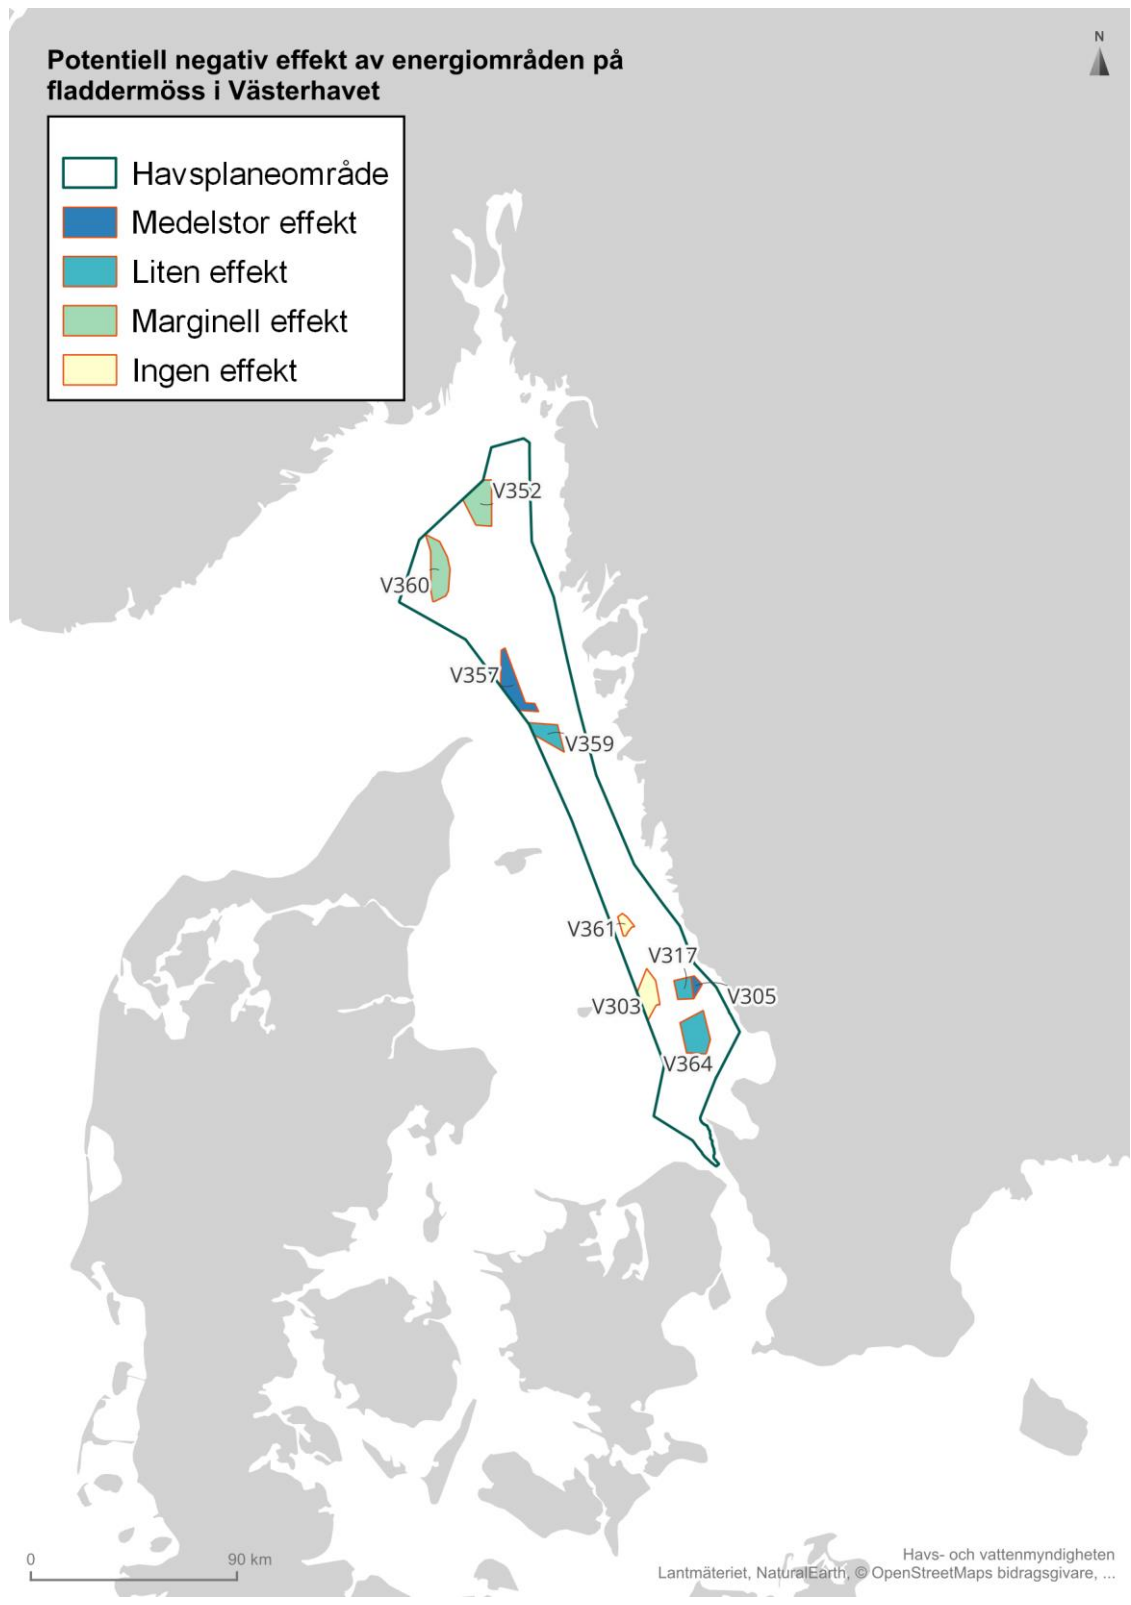 Potentiell negativ effekt av energiområden på
fladdermöss i Västerhavet
N
Havsplaneområde
Medelstor effekt
Liten effekt
Marginell effekt
Ingen effekt
V352
V360
V357
V359
V361
V317
V303
V305
V364
0
90 km
Havs- och vattenmyndigheten
Lantmäteriet, NaturalEarth, © OpenStreetMaps bidragsgivare, ...